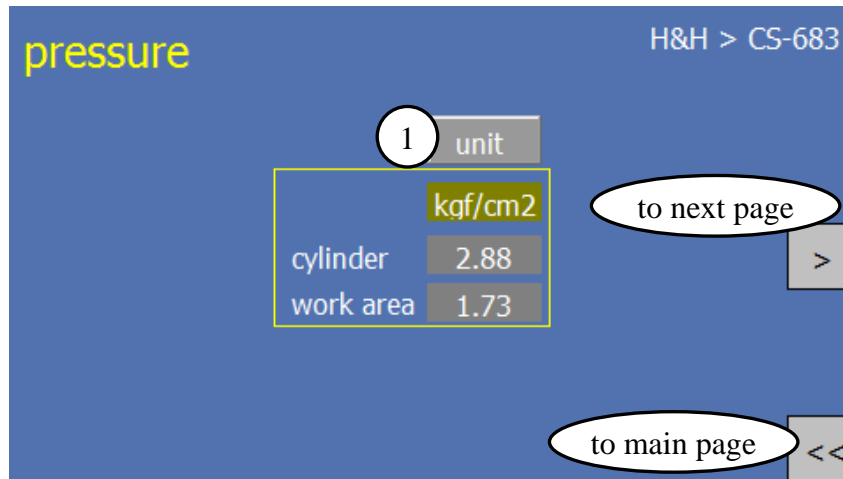 pressure
H&H > CS-683
1
unit
kgf/cm2
to next page
>
cylinder 2.88
work area 1.73
to main page
<<